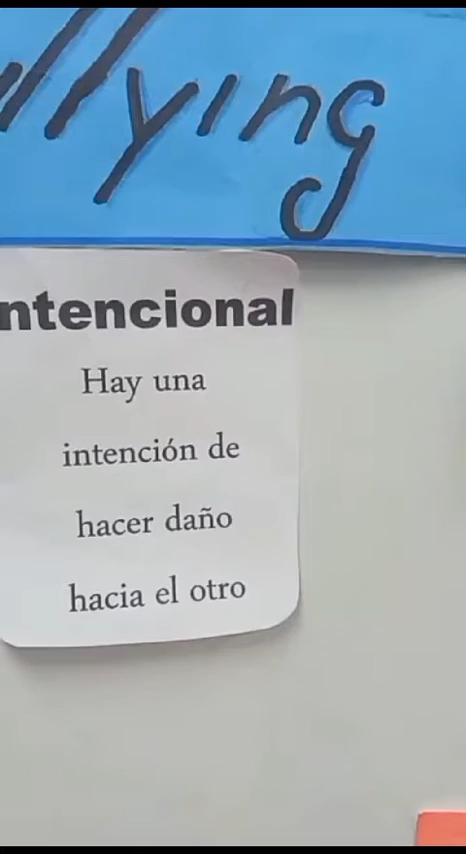 llying
ntencional
Hay una
intención de
hacer daño
hacia el otro